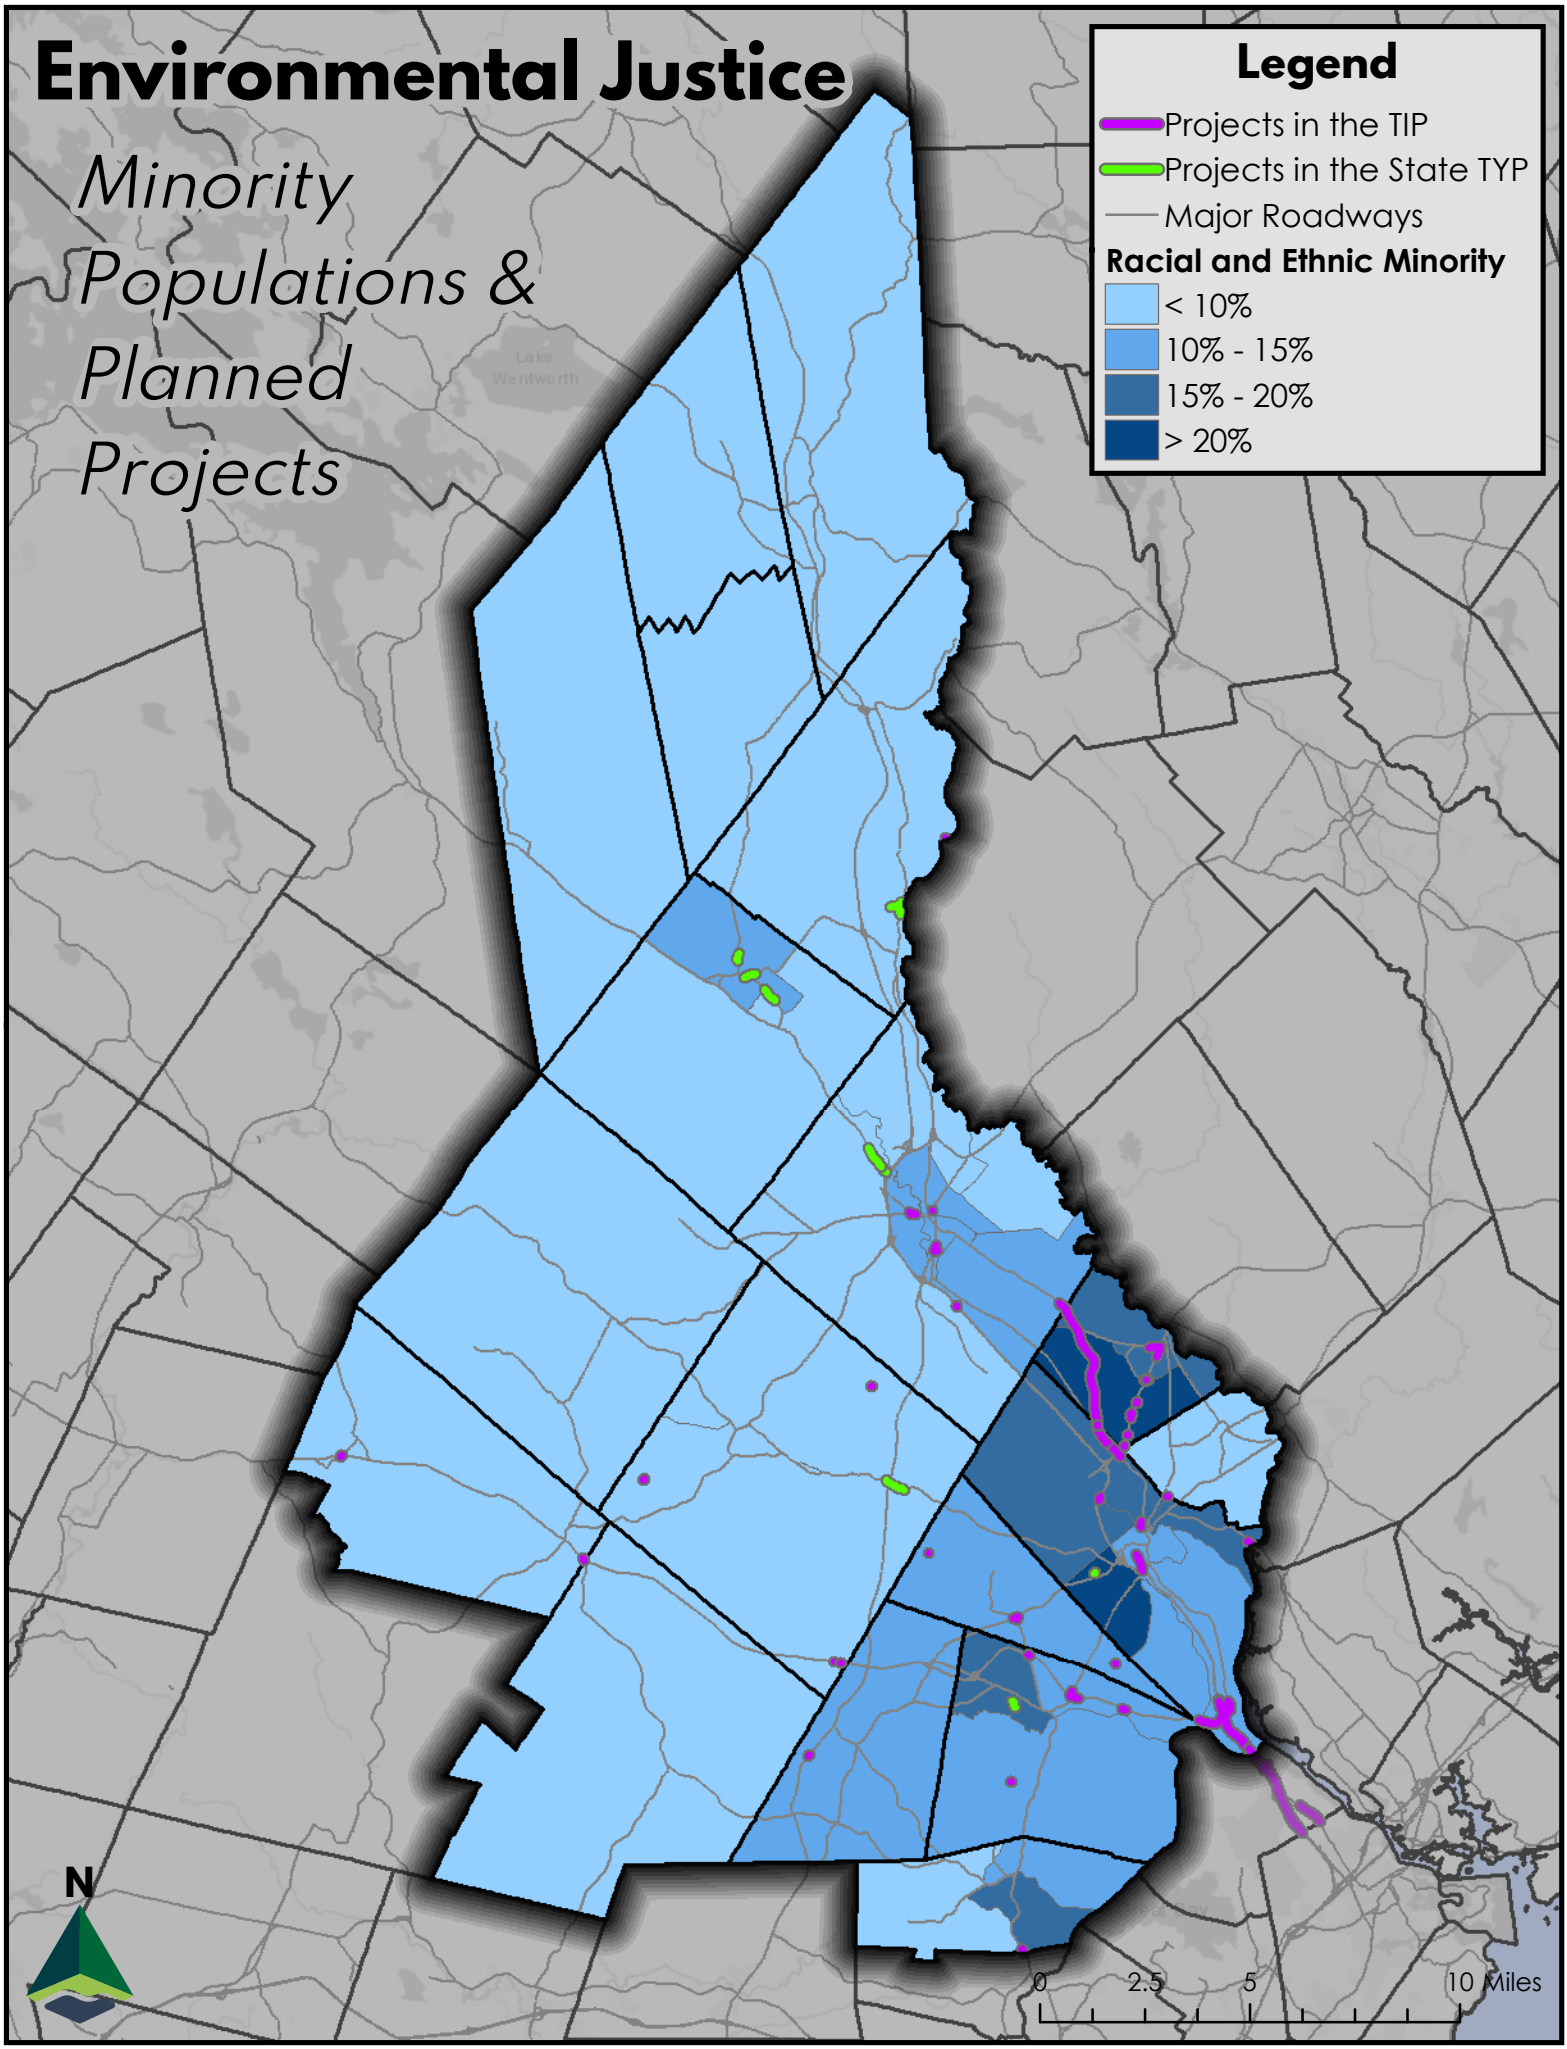 Environmental Justice
Minority
Populations &
Planned
Projects
Legend
Projects in the TIP
Projects in the State TYP
Major Roadways
Racial and Ethnic Minority
< 10%
10% - 15%
15% - 20%
> 20%
Lake
Wentworth
N
0 2.5 5 10 Miles